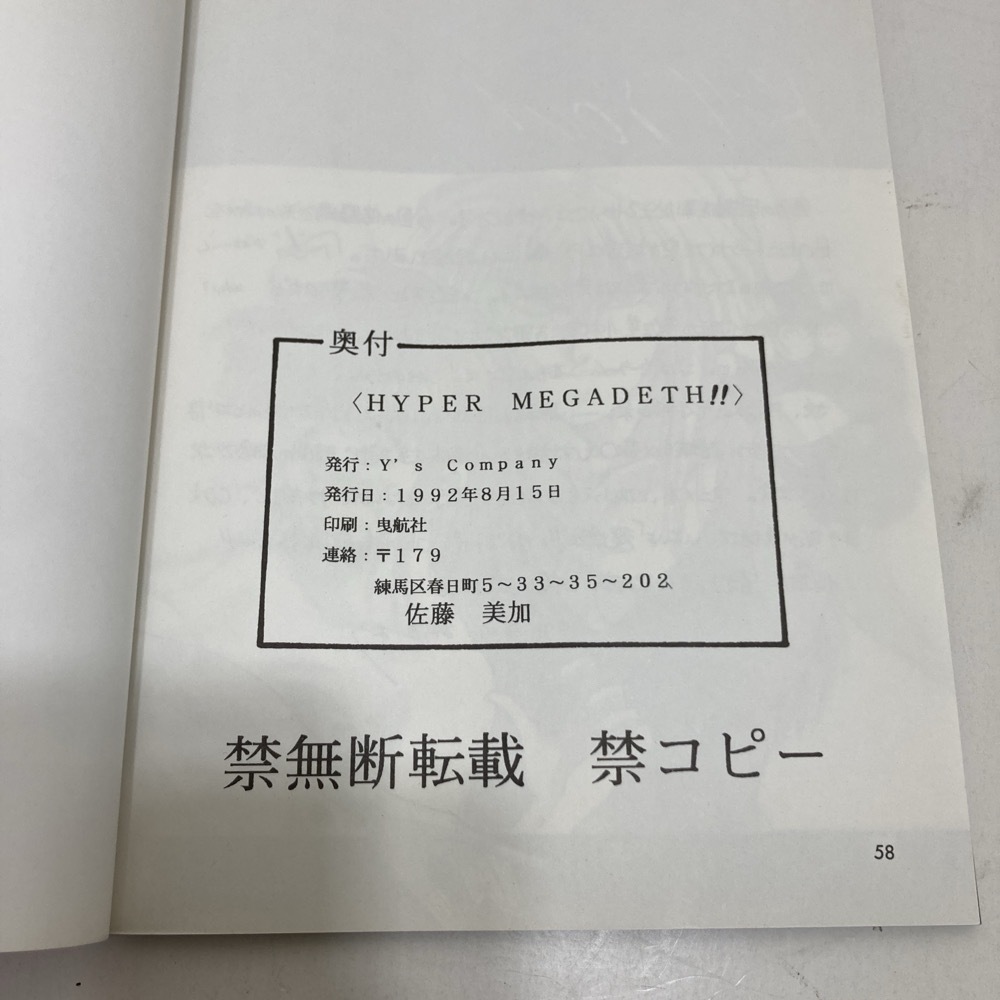 奥付
〈HYPER MEGADETH!!〉
発行：Y's Company
発行日：1992年8月15日
印刷：曳航社
連絡：〒179
練馬区春日町5～33～35～202
佐藤　美加
禁無断転載　禁コピー
58